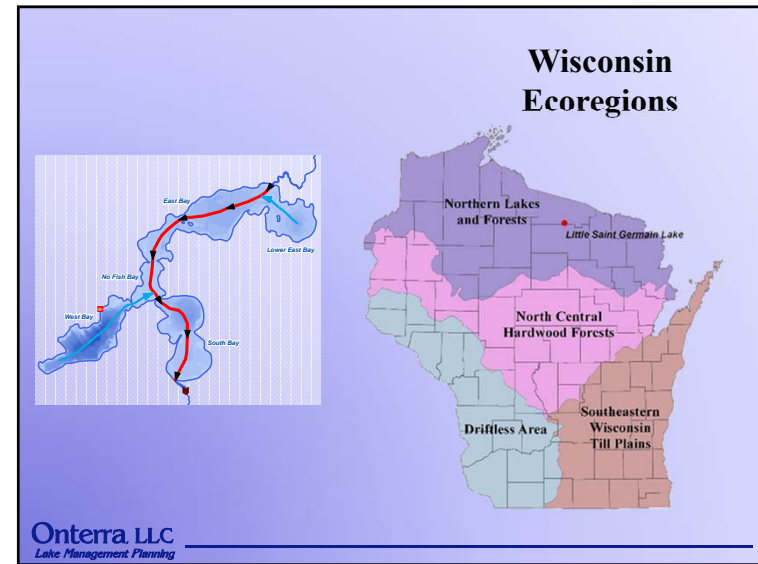 Wisconsin
Ecoregions
East Bay
Lower East Bay
No Fish Bay
West Bay
South Bay
Northern Lakes
and Forests
Little Saint Germain Lake
North Central
Hardwood Forests
Southeastern
Wisconsin
Till Plains
Driftless Area
Onterra, LLC
Lake Management Planning